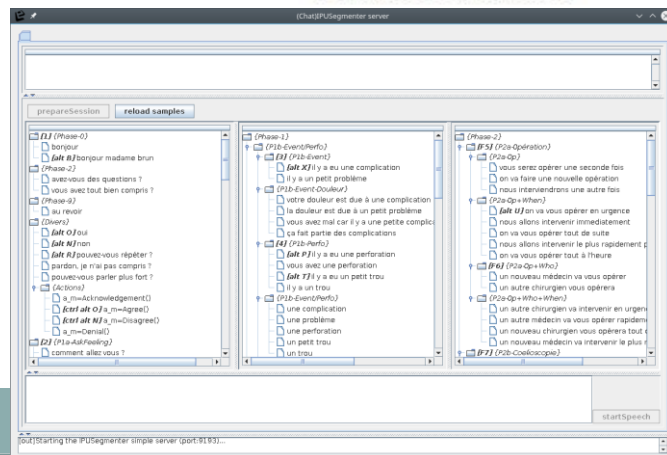 (Chat)IPUSegmenter server
prepareSession
reload samples
[1] {Phase-0}
bonjour
[alt B] bonjour madame brun
{Phase-2}
avez-vous des questions ?
vous avez tout bien compris ?
{Phase-9}
au revoir
{Divers}
[alt O] oui
[alt N] non
[alt R] pouvez-vous répéter ?
pardon, je n'ai pas compris ?
pouvez-vous parler plus fort ?
{Actions}
a_m=Acknowledgement()
[ctrl alt O] a_m=Agree()
[ctrl alt N] a_m=Disagree()
a_m=Denial()
[2] {P1a-AskFeeling}
comment allez vous ?
{Phase-1}
{P1b-Event/Perfo}
[3] {P1b-Event}
[alt X] il y a eu une complication
il y a un petit problème
{P1b-Event-Douleur}
votre douleur est due à une complication
la douleur est due à un petit problème
vous avez mal car il y a une petite complic
ça fait partie des complications
[4] {P1b-Perfo}
[alt P] il y a eu une perforation
vous avez une perforation
[alt T] il y a eu un petit trou
il y a un trou
{P1b-Event/Perfo}
une complication
une problème
une perforation
un petit trou
un trou
{Phase-2}
[F5] {P2a-Opération}
{P2a-Op}
vous serez opérer une seconde fois
on va faire une nouvelle opération
nous interviendrons une autre fois
{P2a-Op+When}
[alt U] on va vous opérer en urgence
nous allons intervenir immediatement
on va vous opérer tout de suite
nous allons intervenir le plus rapidement p
on va vous opérer tout à l'heure
[F6] {P2a-Op+Who}
un nouveau médecin va vous opérer
un autre chirurgien vous opérera
{P2a-Op+Who+When}
un autre chirurgien va intervenir en urgen
un autre médecin va vous opérer rapidem
un nouveau chirurgien vous opérera tout
un nouveau médecin va intervenir le plus r
[F7] {P2b-Coelioscopie}
startSpeech
[out]Starting the IPUSegmenter simple server (port:9193)...